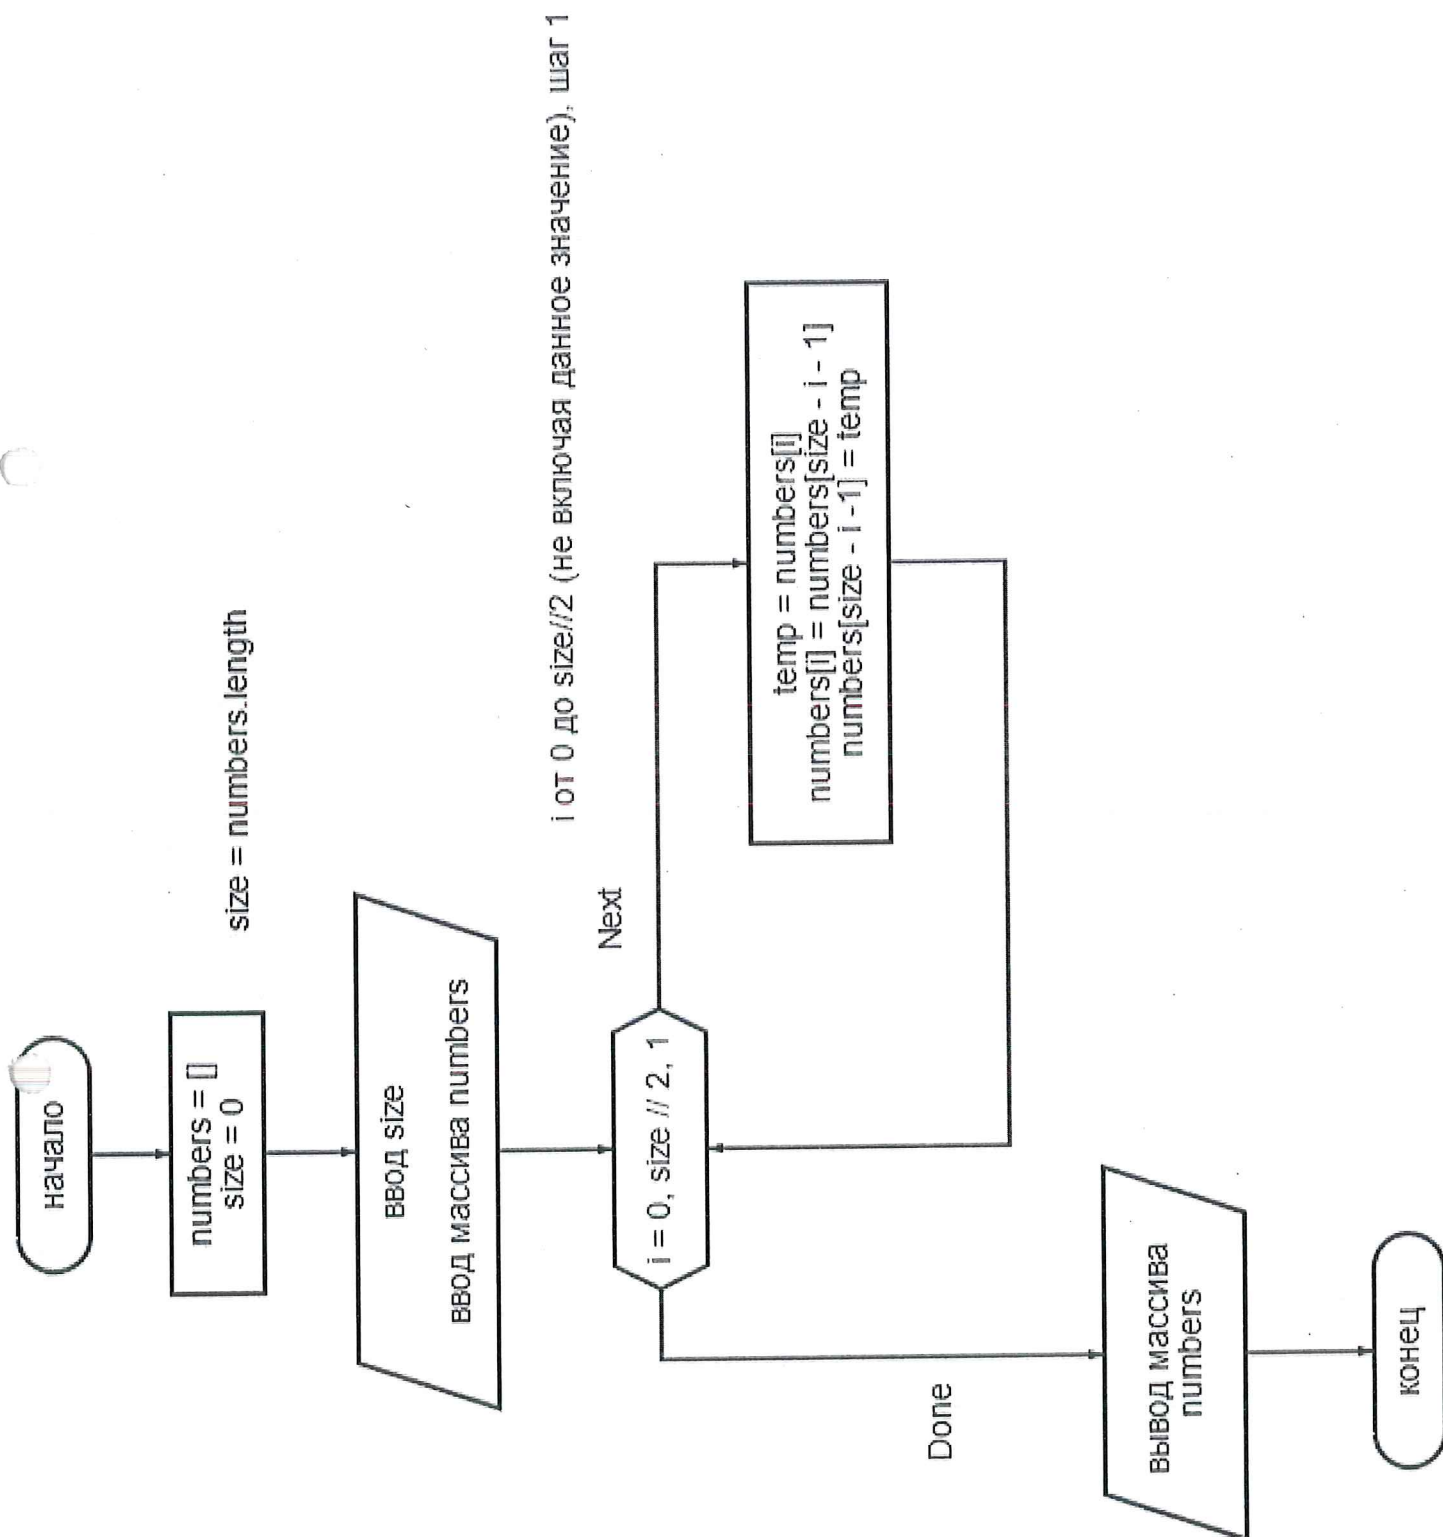 начало
numbers = []
size = 0
size = numbers.length
ввод size
ввод массива numbers
i от 0 до size//2 (не включая данное значение), шаг 1
i = 0, size // 2, 1
Next
temp = numbers[i]
numbers[i] = numbers[size - i - 1]
numbers[size - i -1] = temp
Done
вывод массива
numbers
конец